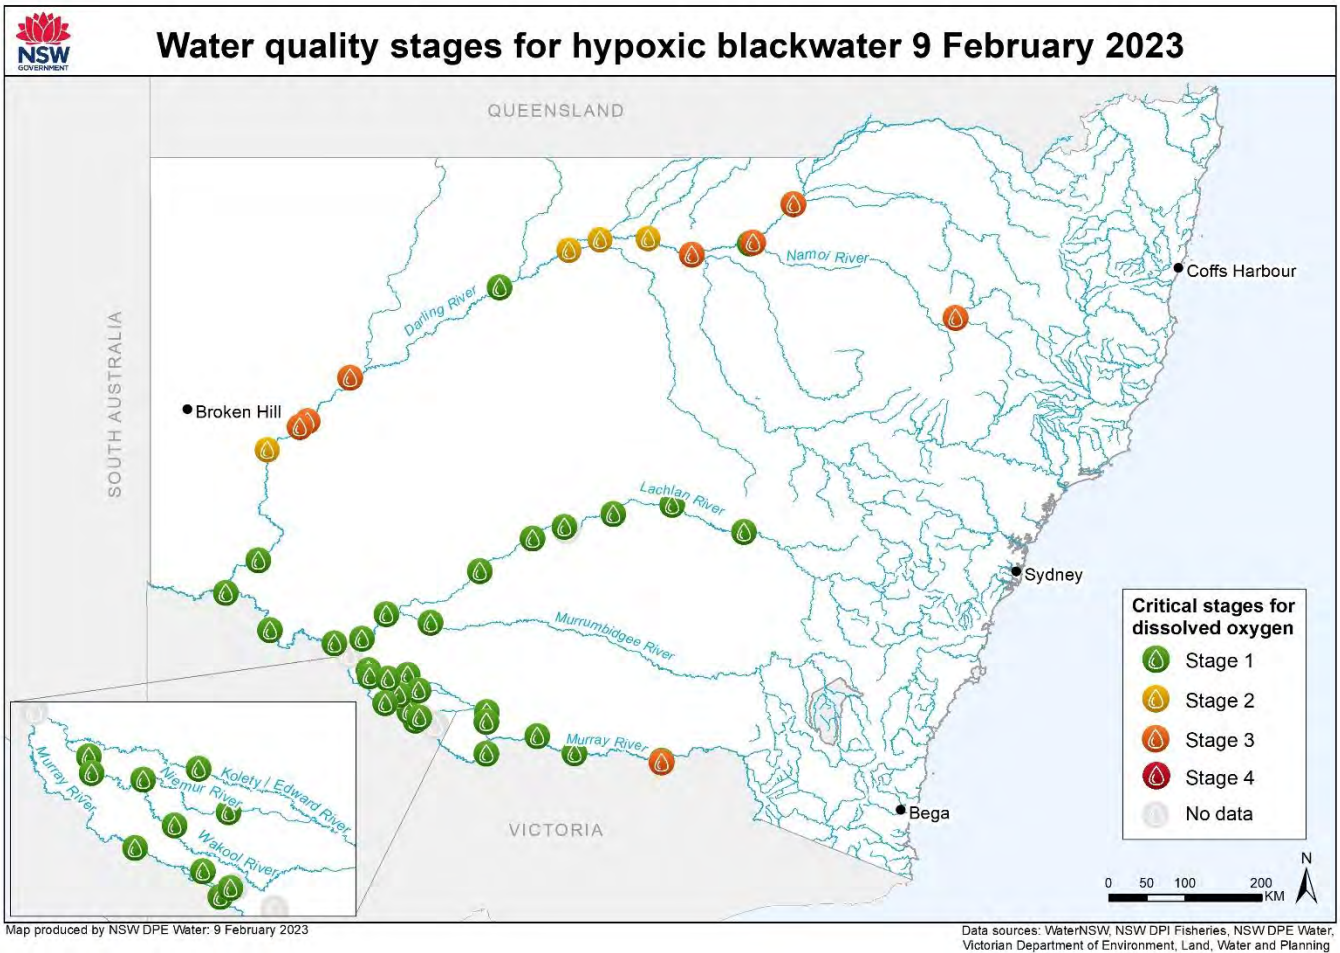 NSW
GOVERNMENT
Water quality stages for hypoxic blackwater 9 February 2023
QUEENSLAND
SOUTH AUSTRALIA
VICTORIA
Namoi River
Coffs Harbour
Darling River
Broken Hill
Lachlan River
Sydney
Murrumbidgee River
Murray River
Bega
Murray River
Kolety / Edward River
Niemur River
Wakool River
Critical stages for
dissolved oxygen
Stage 1
Stage 2
Stage 3
Stage 4
No data
N
0 50 100 200
KM
Map produced by NSW DPE Water: 9 February 2023
Data sources: WaterNSW, NSW DPI Fisheries, NSW DPE Water,
Victorian Department of Environment, Land, Water and Planning